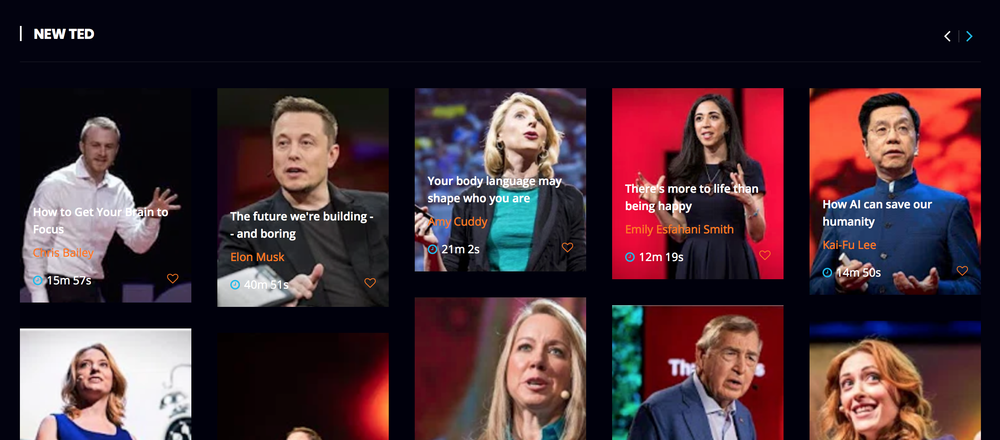 NEW TED
How to Get Your Brain to
Focus
Chris Bailey
15m 57s
The future we're building -
- and boring
Elon Musk
40m 51s
Your body language may
shape who you are
Amy Cuddy
21m 2s
There's more to life than
being happy
Emily Esfahani Smith
12m 19s
How AI can save our
humanity
Kai-Fu Lee
14m 50s